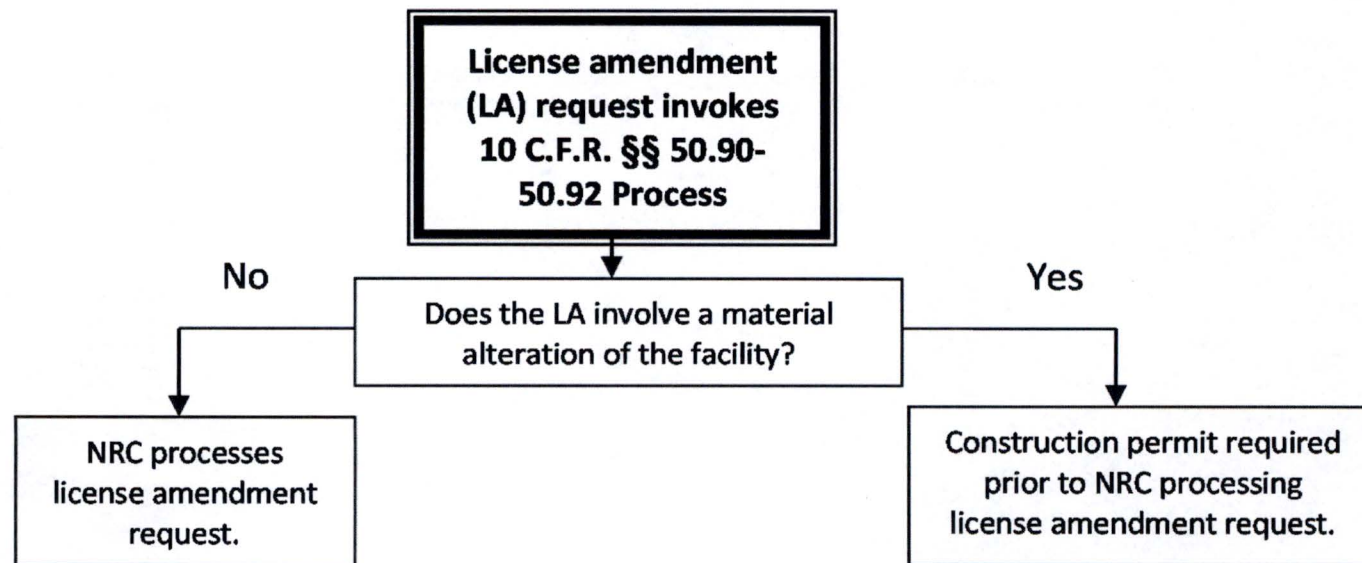 License amendment
(LA) request invokes
10 C.F.R. §§ 50.90-
50.92 Process
No
Yes
Does the LA involve a material
alteration of the facility?
NRC processes
license amendment
request.
Construction permit required
prior to NRC processing
license amendment request.